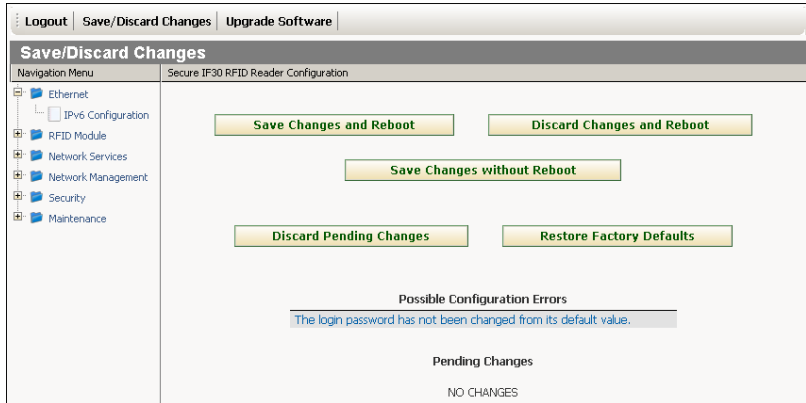 Logout Save/Discard Changes Upgrade Software
Save/Discard Changes
Navigation Menu
Secure IF30 RFID Reader Configuration
Ethernet
IPv6 Configuration
RFID Module
Network Services
Network Management
Security
Maintenance
Save Changes and Reboot
Discard Changes and Reboot
Save Changes without Reboot
Discard Pending Changes
Restore Factory Defaults
Possible Configuration Errors
The login password has not been changed from its default value.
Pending Changes
NO CHANGES